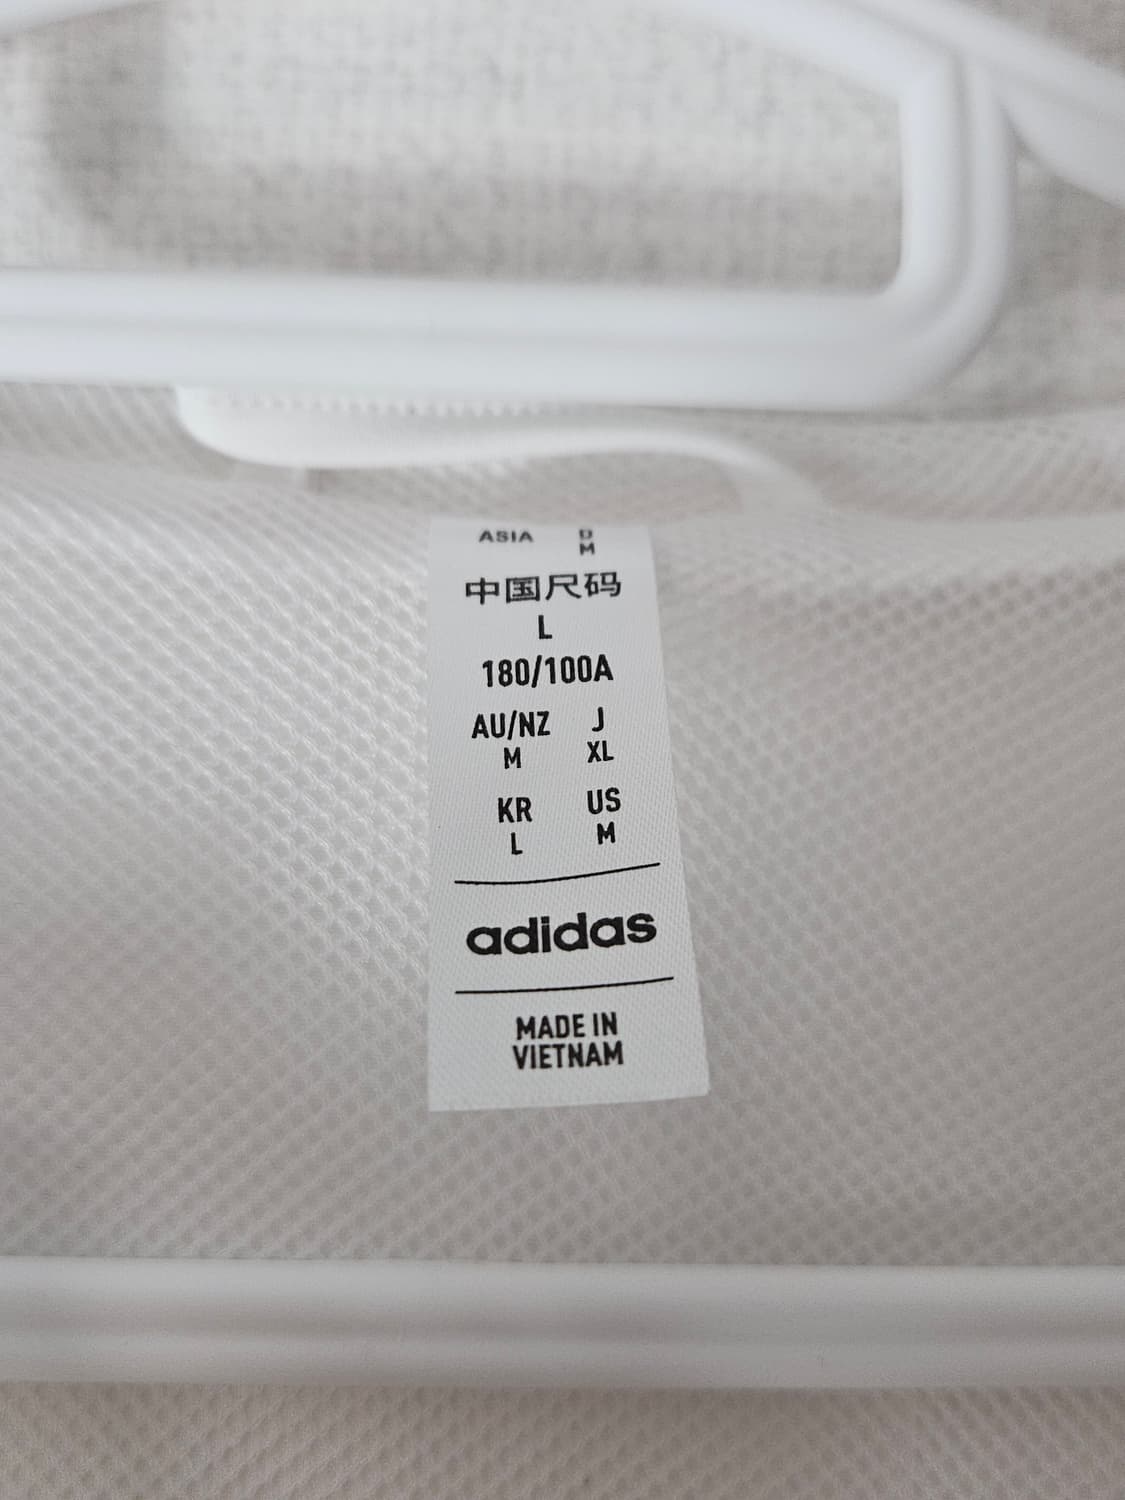 ASIA D
M
中国尺码
L
180/100A
AU/NZ J
M XL
KR US
L M
adidas
MADE IN
VIETNAM